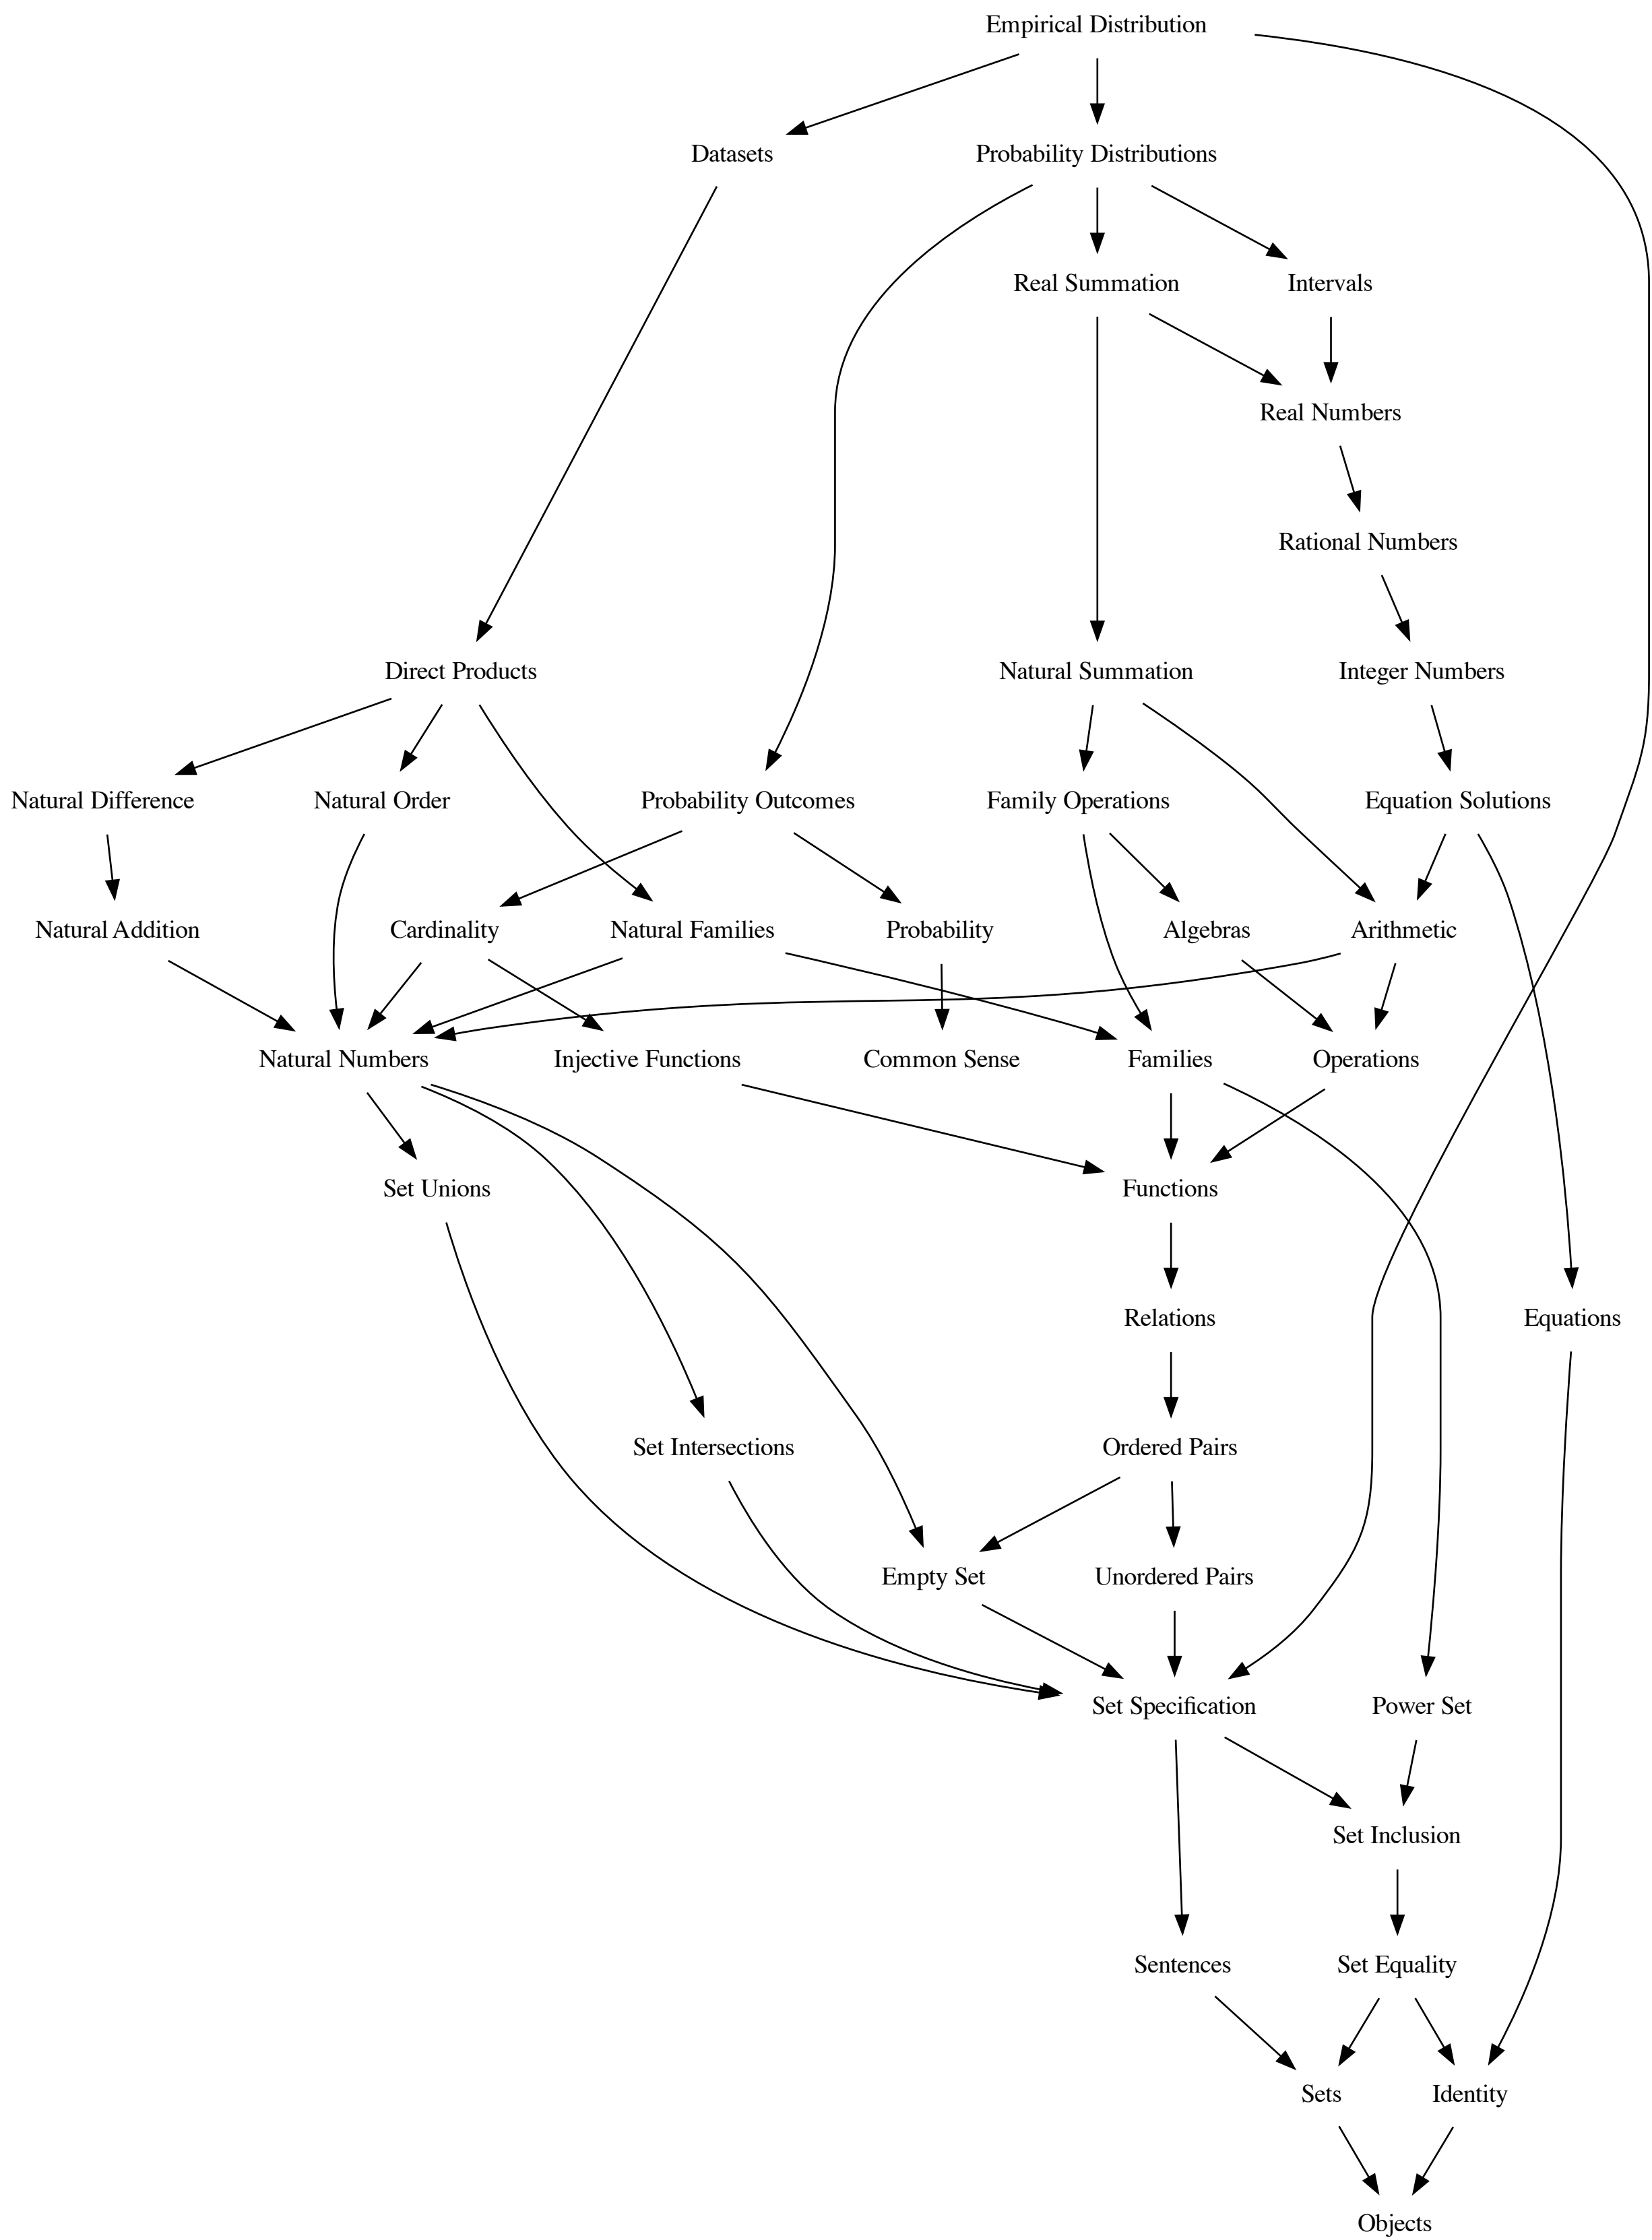 Empirical Distribution
Datasets
Probability Distributions
Real Summation
Intervals
Real Numbers
Rational Numbers
Direct Products
Natural Summation
Integer Numbers
Natural Difference
Natural Order
Probability Outcomes
Family Operations
Equation Solutions
Natural Addition
Cardinality
Natural Families
Probability
Algebras
Arithmetic
Natural Numbers
Injective Functions
Common Sense
Families
Operations
Set Unions
Functions
Relations
Equations
Set Intersections
Ordered Pairs
Empty Set
Unordered Pairs
Set Specification
Power Set
Set Inclusion
Sentences
Set Equality
Sets
Identity
Objects